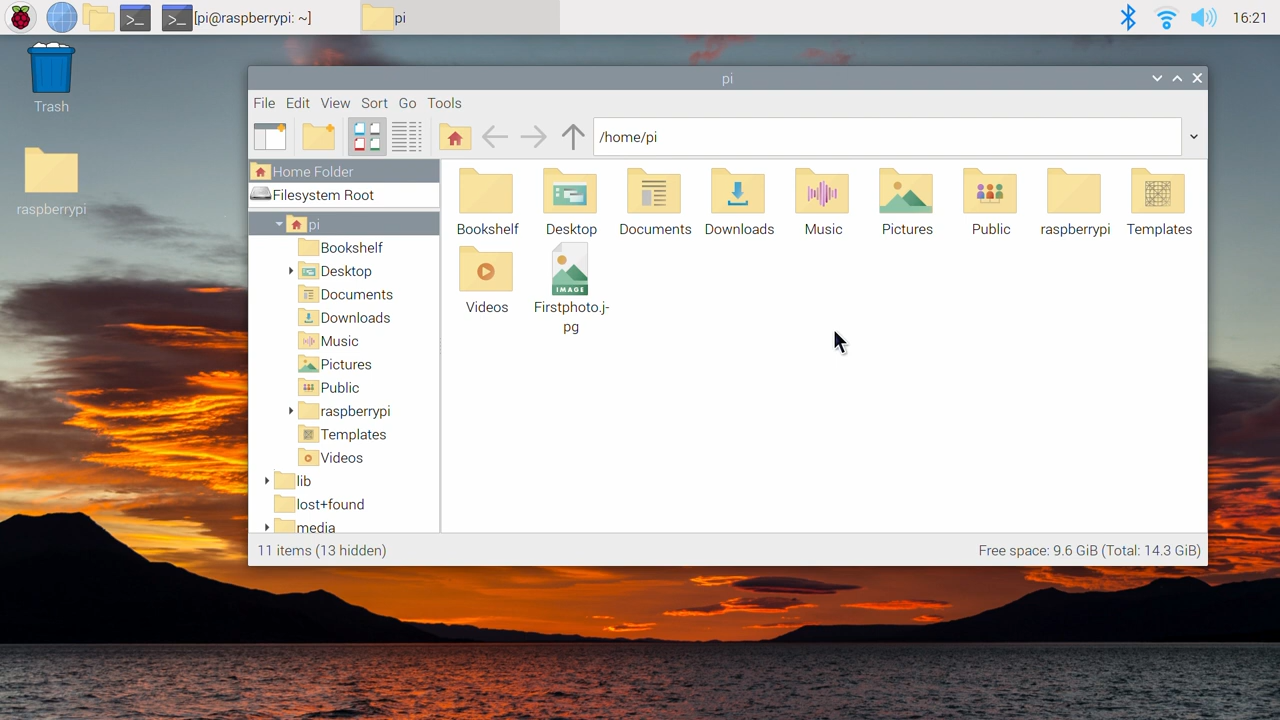 [pi@raspberrypi: ~] pi 16:21
Trash
raspberrypi
pi
File Edit View Sort Go Tools
/home/pi
Home Folder
Filesystem Root
pi
Bookshelf
Desktop
Documents
Downloads
Music
Pictures
Public
raspberrypi
Templates
Videos
lib
lost+found
media
Bookshelf Desktop Documents Downloads Music Pictures Public raspberrypi Templates
IMAGE
Videos Firstphoto.j-
pg
11 items (13 hidden) Free space: 9.6 GiB (Total: 14.3 GiB)